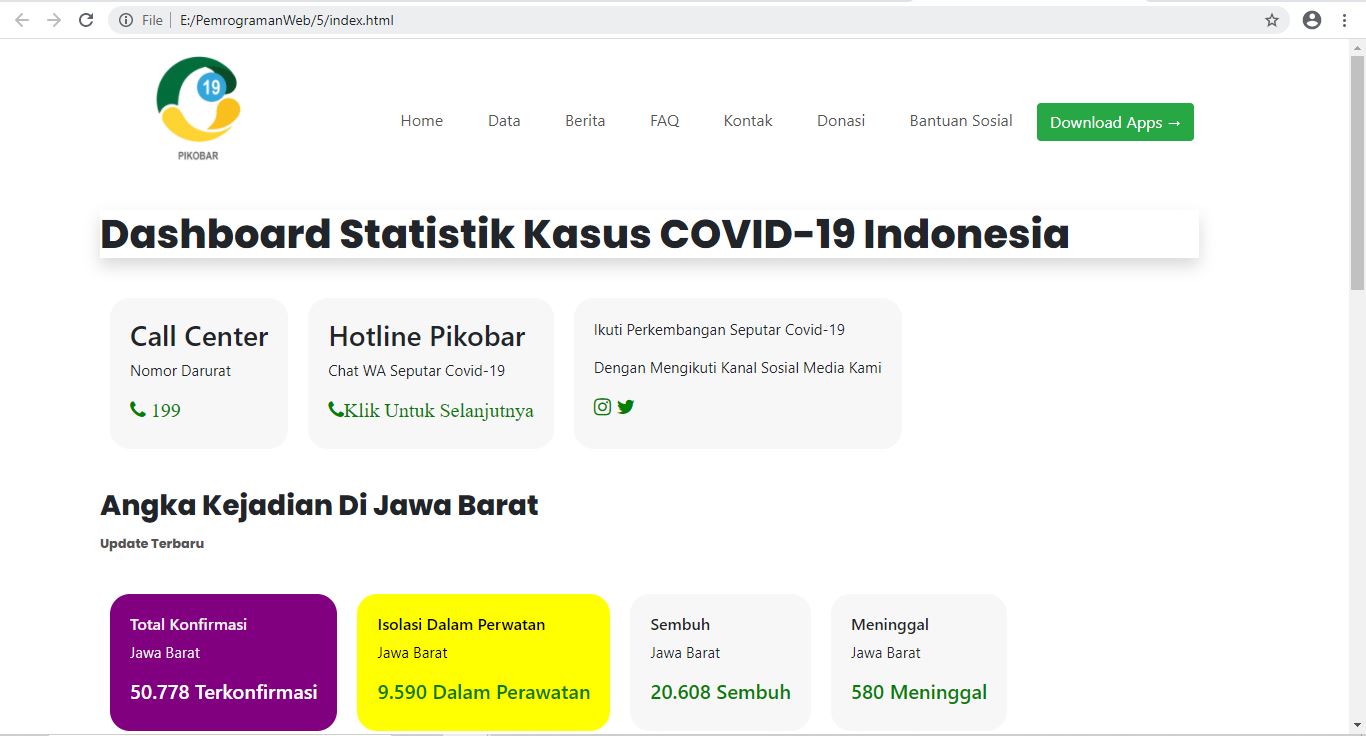 File | E:/PemrogramanWeb/5/index.html
19
PIKOBAR
Home Data Berita FAQ Kontak Donasi Bantuan Sosial Download Apps →
Dashboard Statistik Kasus COVID-19 Indonesia
Call Center
Nomor Darurat
199
Hotline Pikobar
Chat WA Seputar Covid-19
Klik Untuk Selanjutnya
Ikuti Perkembangan Seputar Covid-19
Dengan Mengikuti Kanal Sosial Media Kami
Angka Kejadian Di Jawa Barat
Update Terbaru
Total Konfirmasi
Jawa Barat
50.778 Terkonfirmasi
Isolasi Dalam Perwatan
Jawa Barat
9.590 Dalam Perawatan
Sembuh
Jawa Barat
20.608 Sembuh
Meninggal
Jawa Barat
580 Meninggal